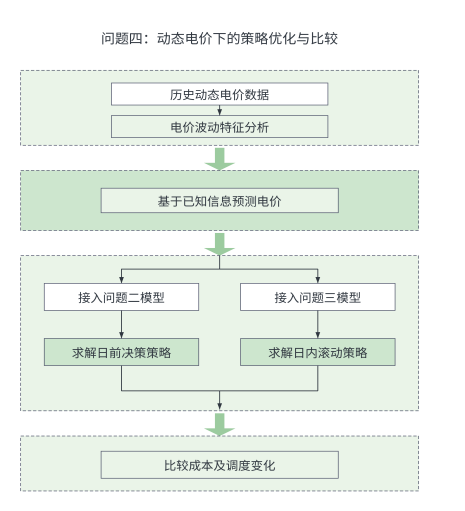 问题四：动态电价下的策略优化与比较
历史动态电价数据
电价波动特征分析
基于已知信息预测电价
接入问题二模型
接入问题三模型
求解日前决策策略
求解日内滚动策略
比较成本及调度变化